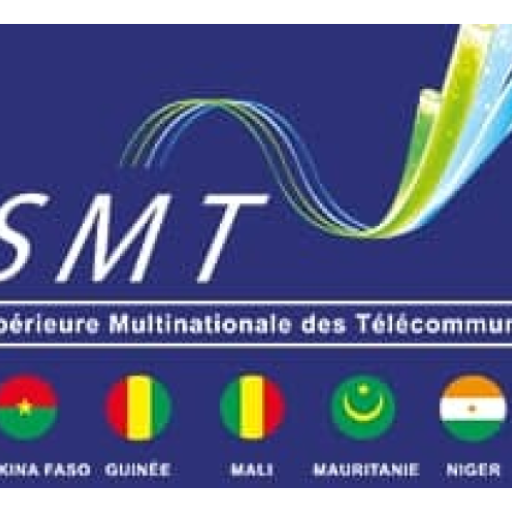 SMT
périeure Multinationale des Télécommun
KINA FASO GUINÉE MALI MAURITANIE NIGER